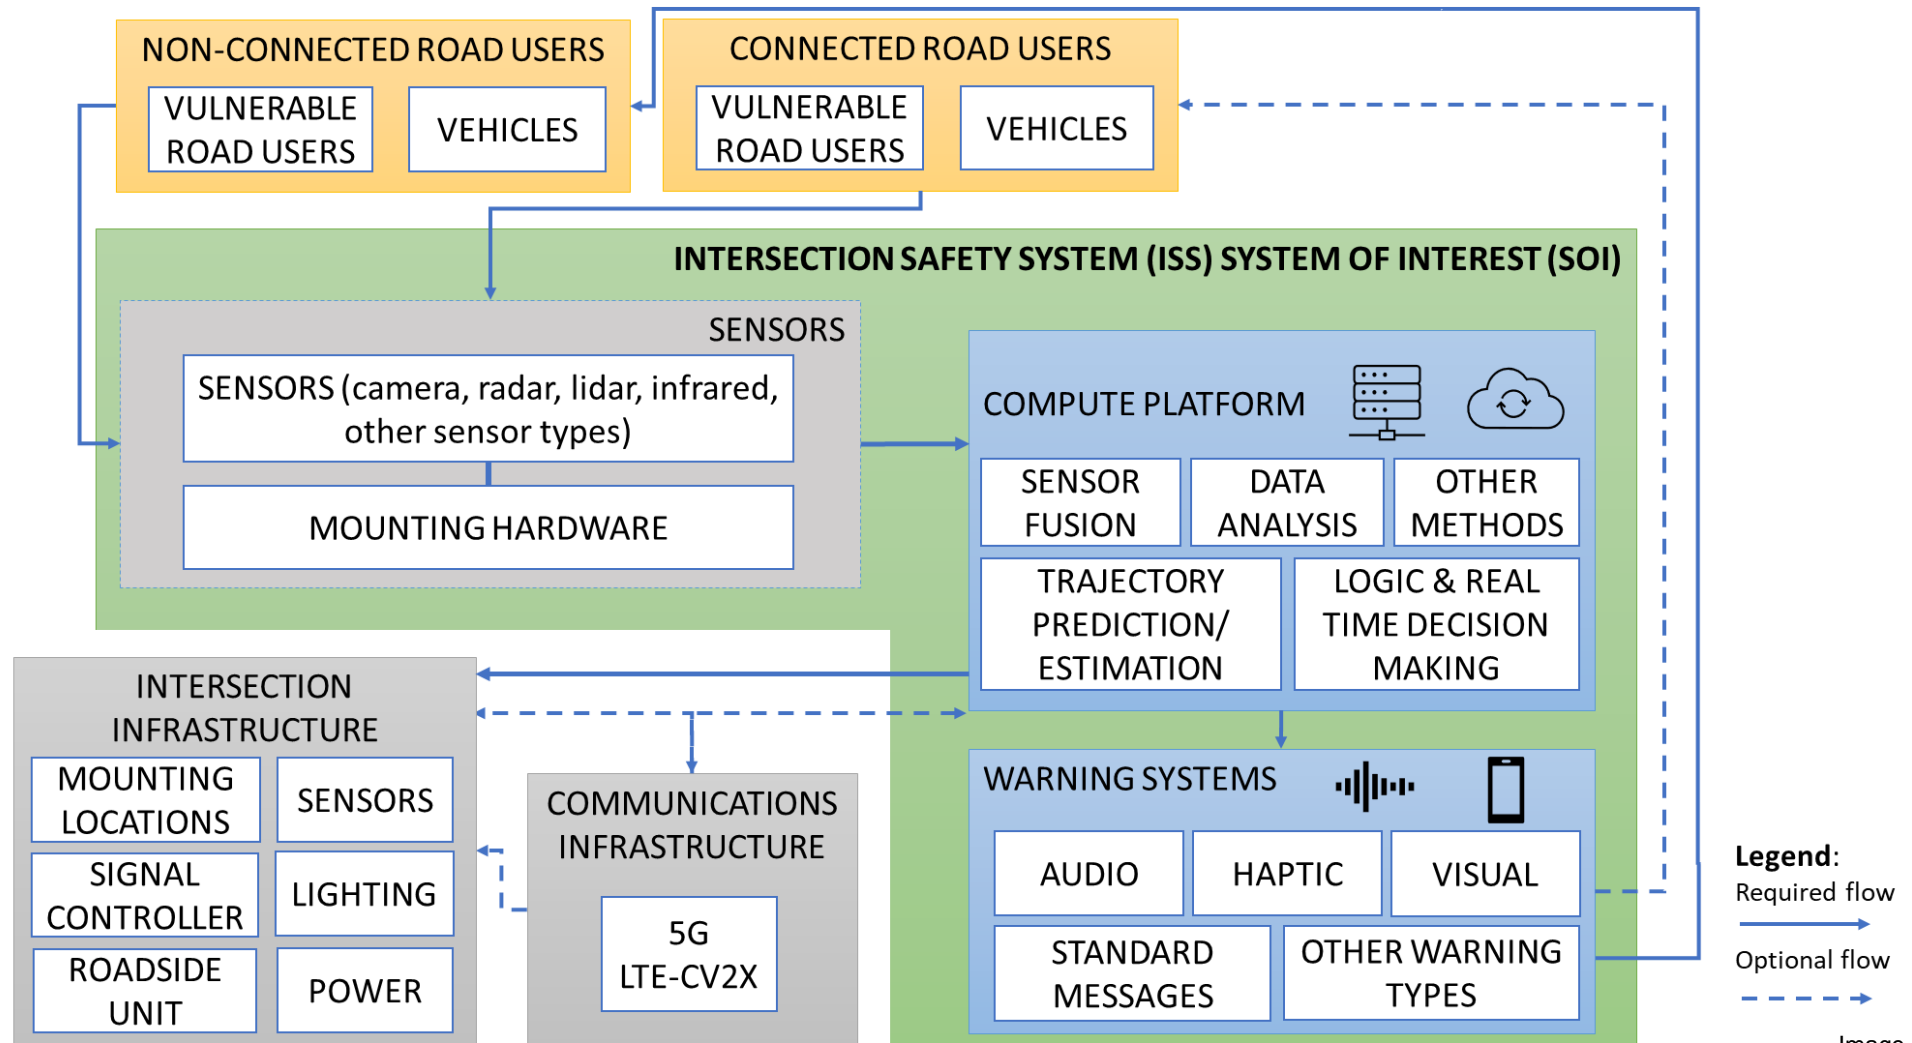 NON-CONNECTED ROAD USERS
VULNERABLE
ROAD USERS
VEHICLES
CONNECTED ROAD USERS
VULNERABLE
ROAD USERS
VEHICLES
INTERSECTION SAFETY SYSTEM (ISS) SYSTEM OF INTEREST (SOI)
SENSORS
SENSORS (camera, radar, lidar, infrared,
other sensor types)
MOUNTING HARDWARE
COMPUTE PLATFORM
SENSOR
FUSION
DATA
ANALYSIS
OTHER
METHODS
TRAJECTORY
PREDICTION/
ESTIMATION
LOGIC & REAL
TIME DECISION
MAKING
INTERSECTION
INFRASTRUCTURE
MOUNTING
LOCATIONS
SENSORS
SIGNAL
CONTROLLER
LIGHTING
ROADSIDE
UNIT
POWER
COMMUNICATIONS
INFRASTRUCTURE
5G
LTE-CV2X
WARNING SYSTEMS
AUDIO
HAPTIC
VISUAL
STANDARD
MESSAGES
OTHER WARNING
TYPES
Legend:
Required flow
Optional flow
Image